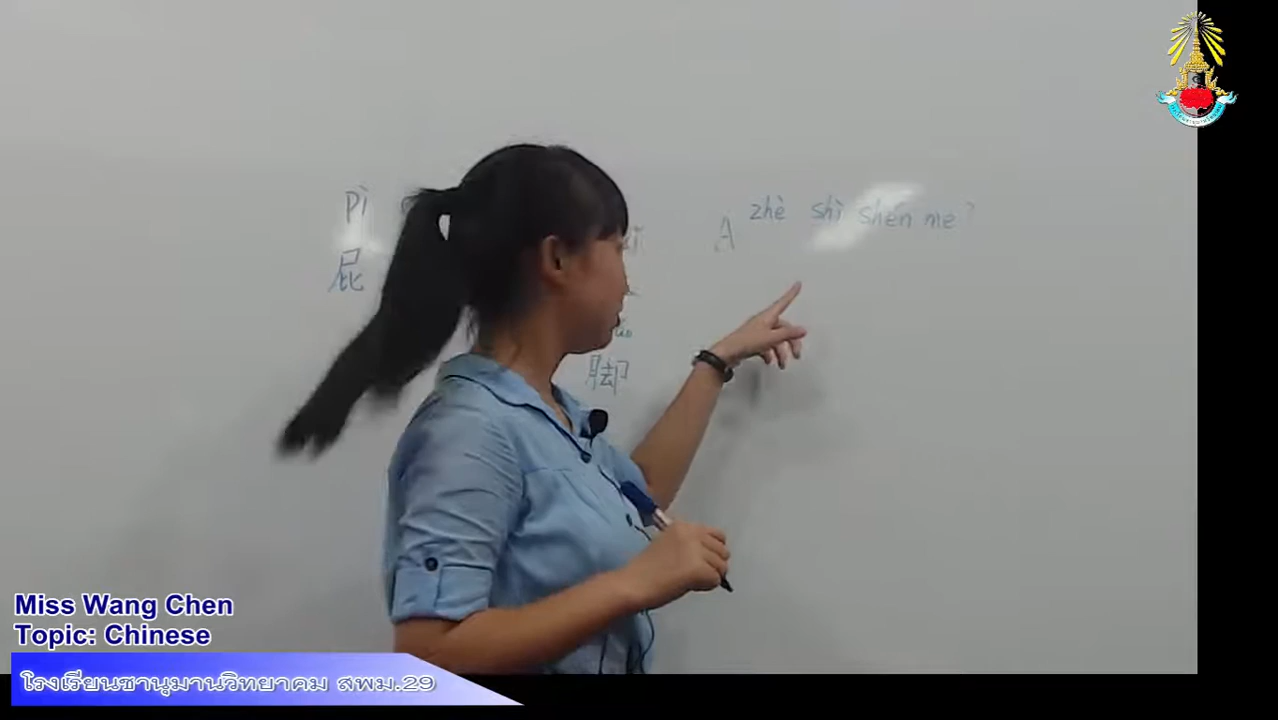 pì
屁
A zhè shì shén me?
脚
Miss Wang Chen
Topic: Chinese
โรงเรียนชานุมานวิทยาคม สพม.29